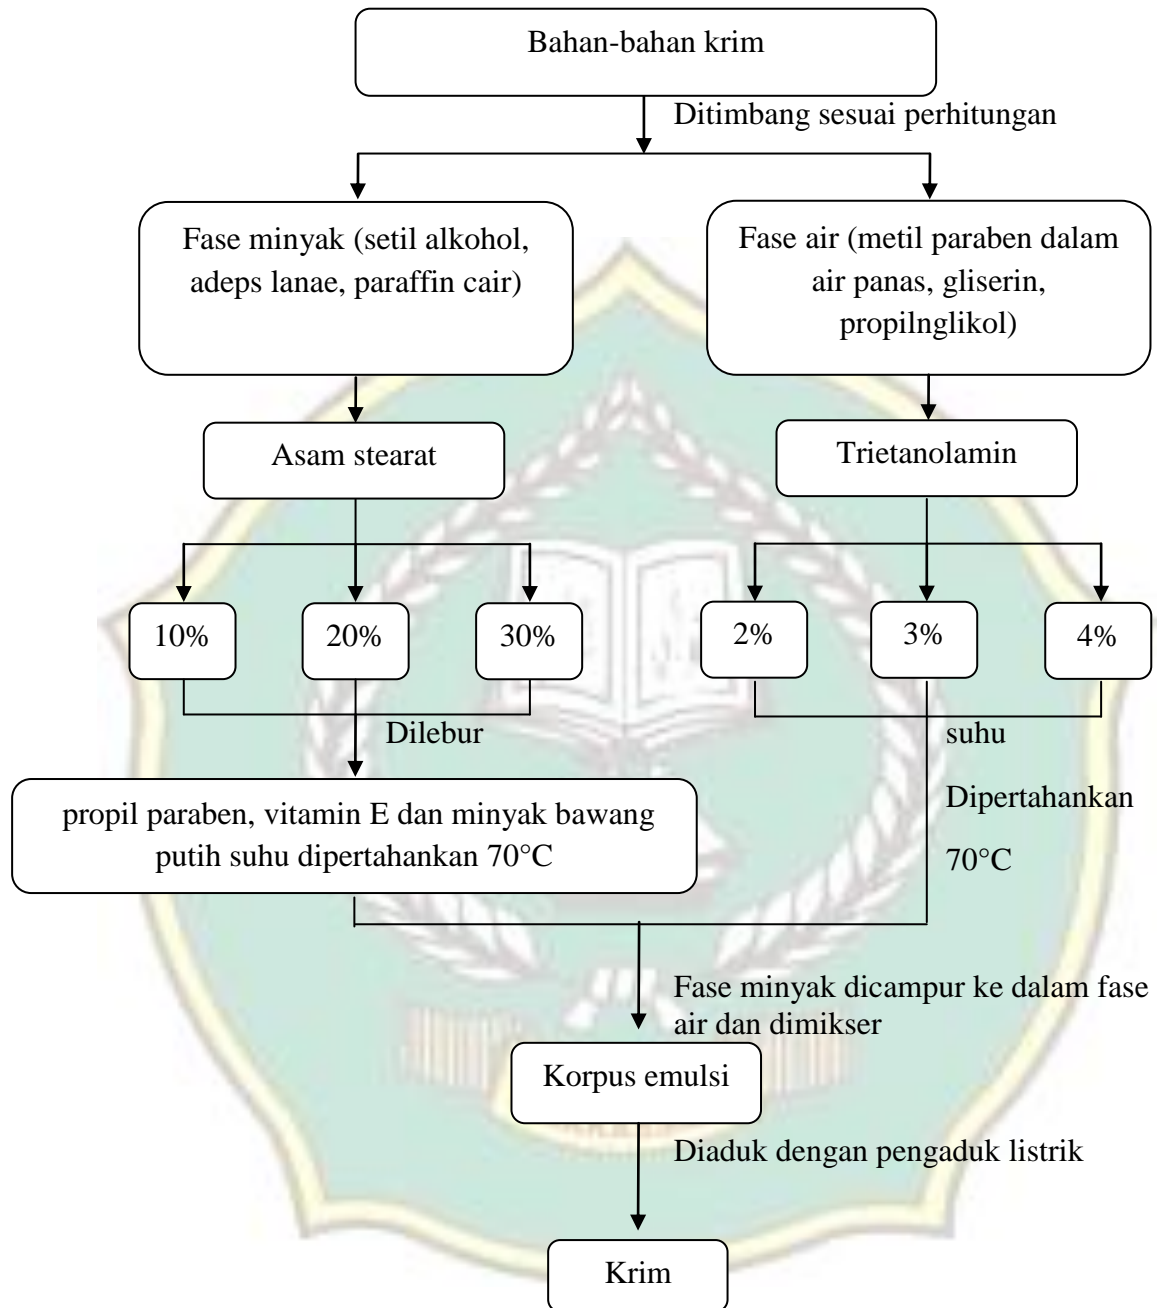 Bahan-bahan krim
Ditimbang sesuai perhitungan
Fase minyak (setil alkohol,
adeps lanae, paraffin cair)
Fase air (metil paraben dalam
air panas, gliserin,
propilnglikol)
Asam stearat
Trietanolamin
10%
20%
30%
2%
3%
4%
Dilebur
suhu
Dipertahankan
70°C
propil paraben, vitamin E dan minyak bawang
putih suhu dipertahankan 70°C
Fase minyak dicampur ke dalam fase
air dan dimikser
Korpus emulsi
Diaduk dengan pengaduk listrik
Krim